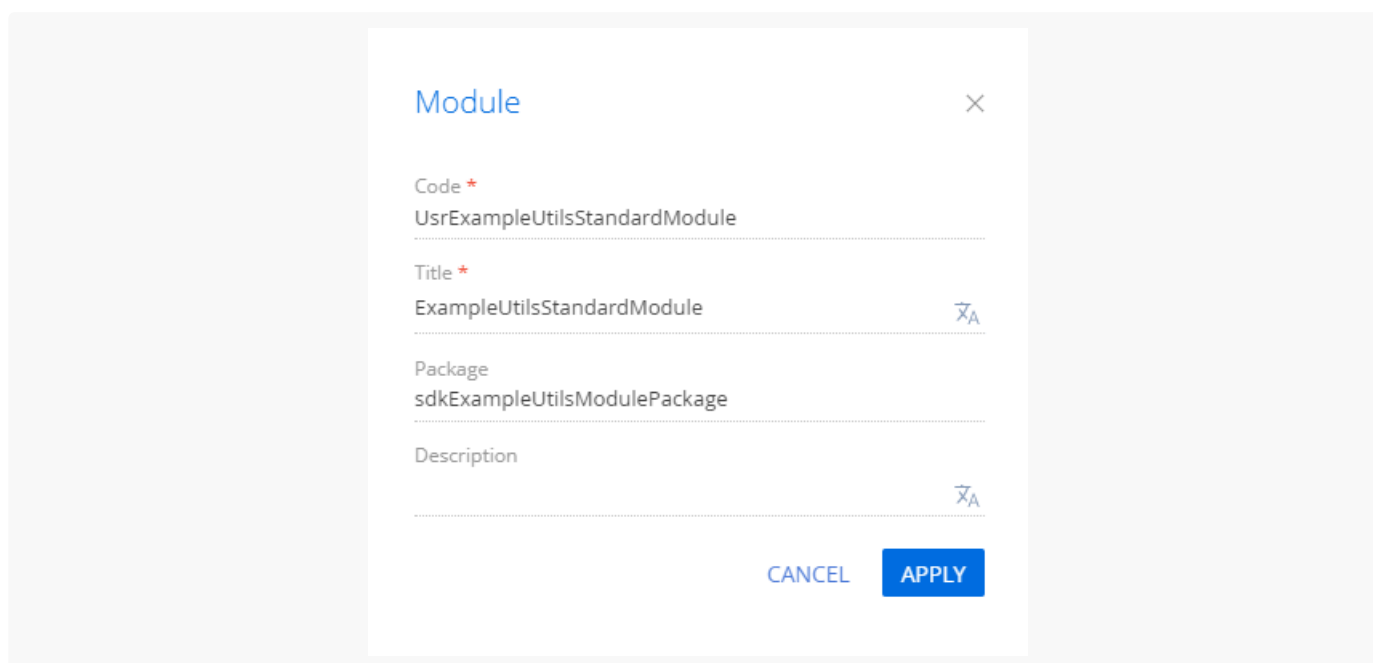 Module
Code *
UsrExampleUtilsStandardModule
Title *
ExampleUtilsStandardModule
Package
sdkExampleUtilsModulePackage
Description
CANCEL APPLY